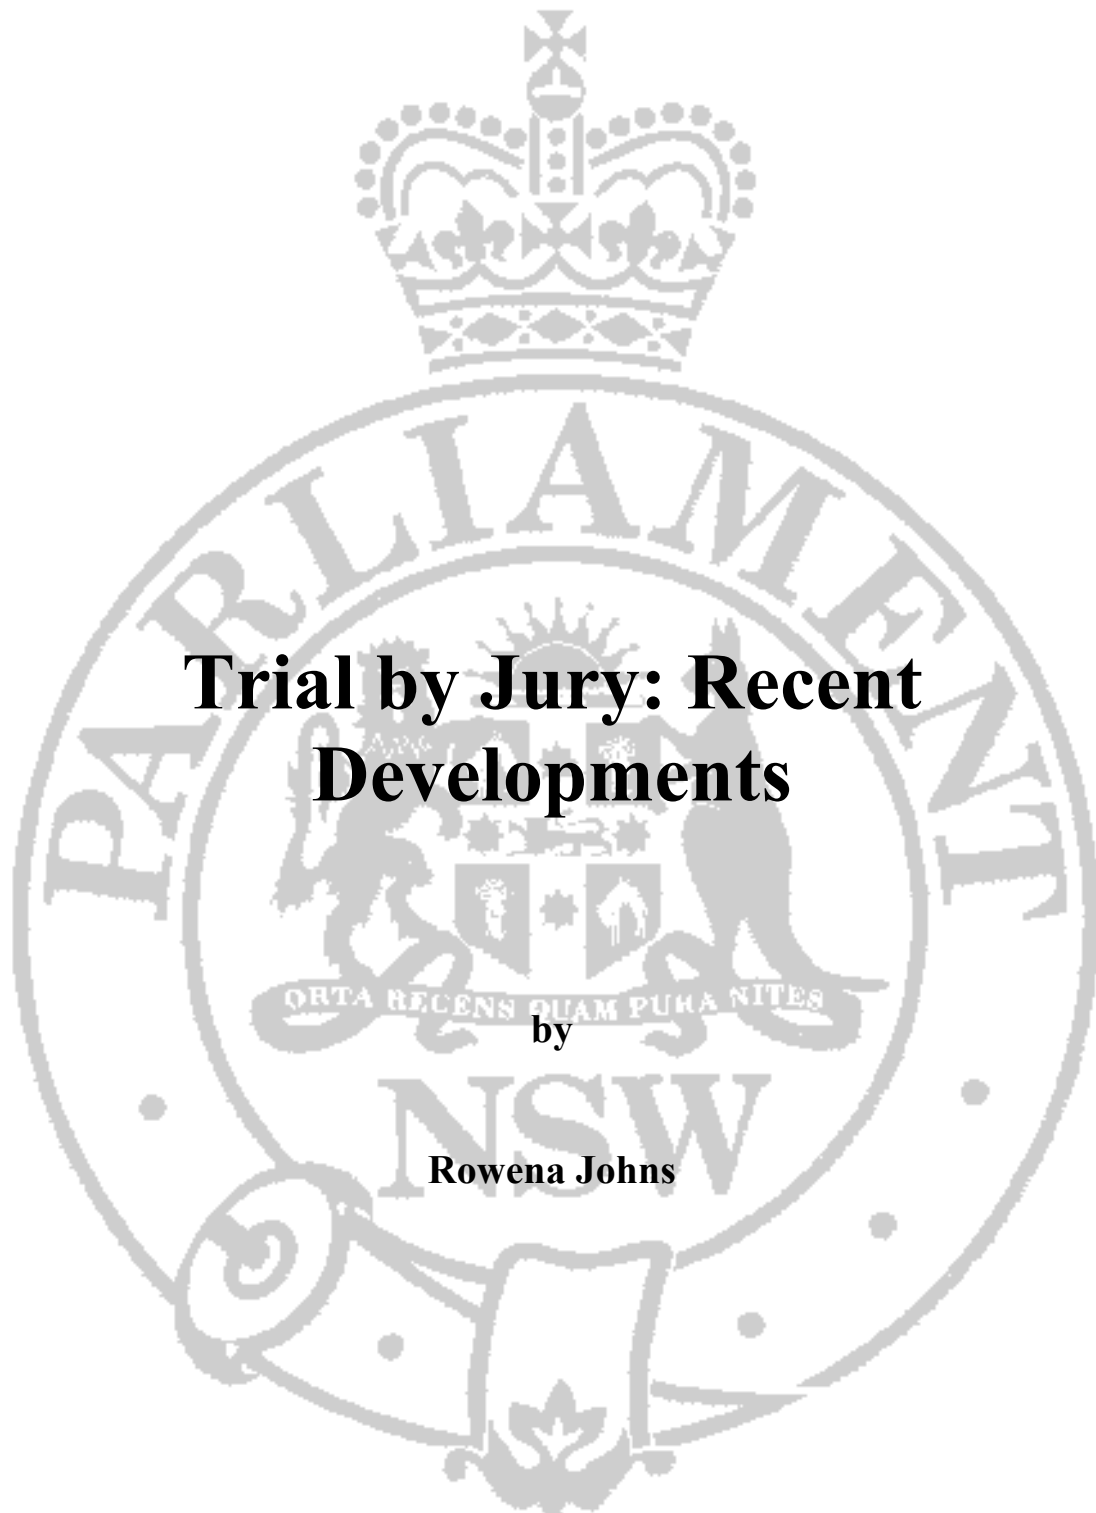 PARLIAMENT
Trial by Jury: Recent
Developments
ORTA RECENS QUAM PURA NITES
by
NSW
Rowena Johns